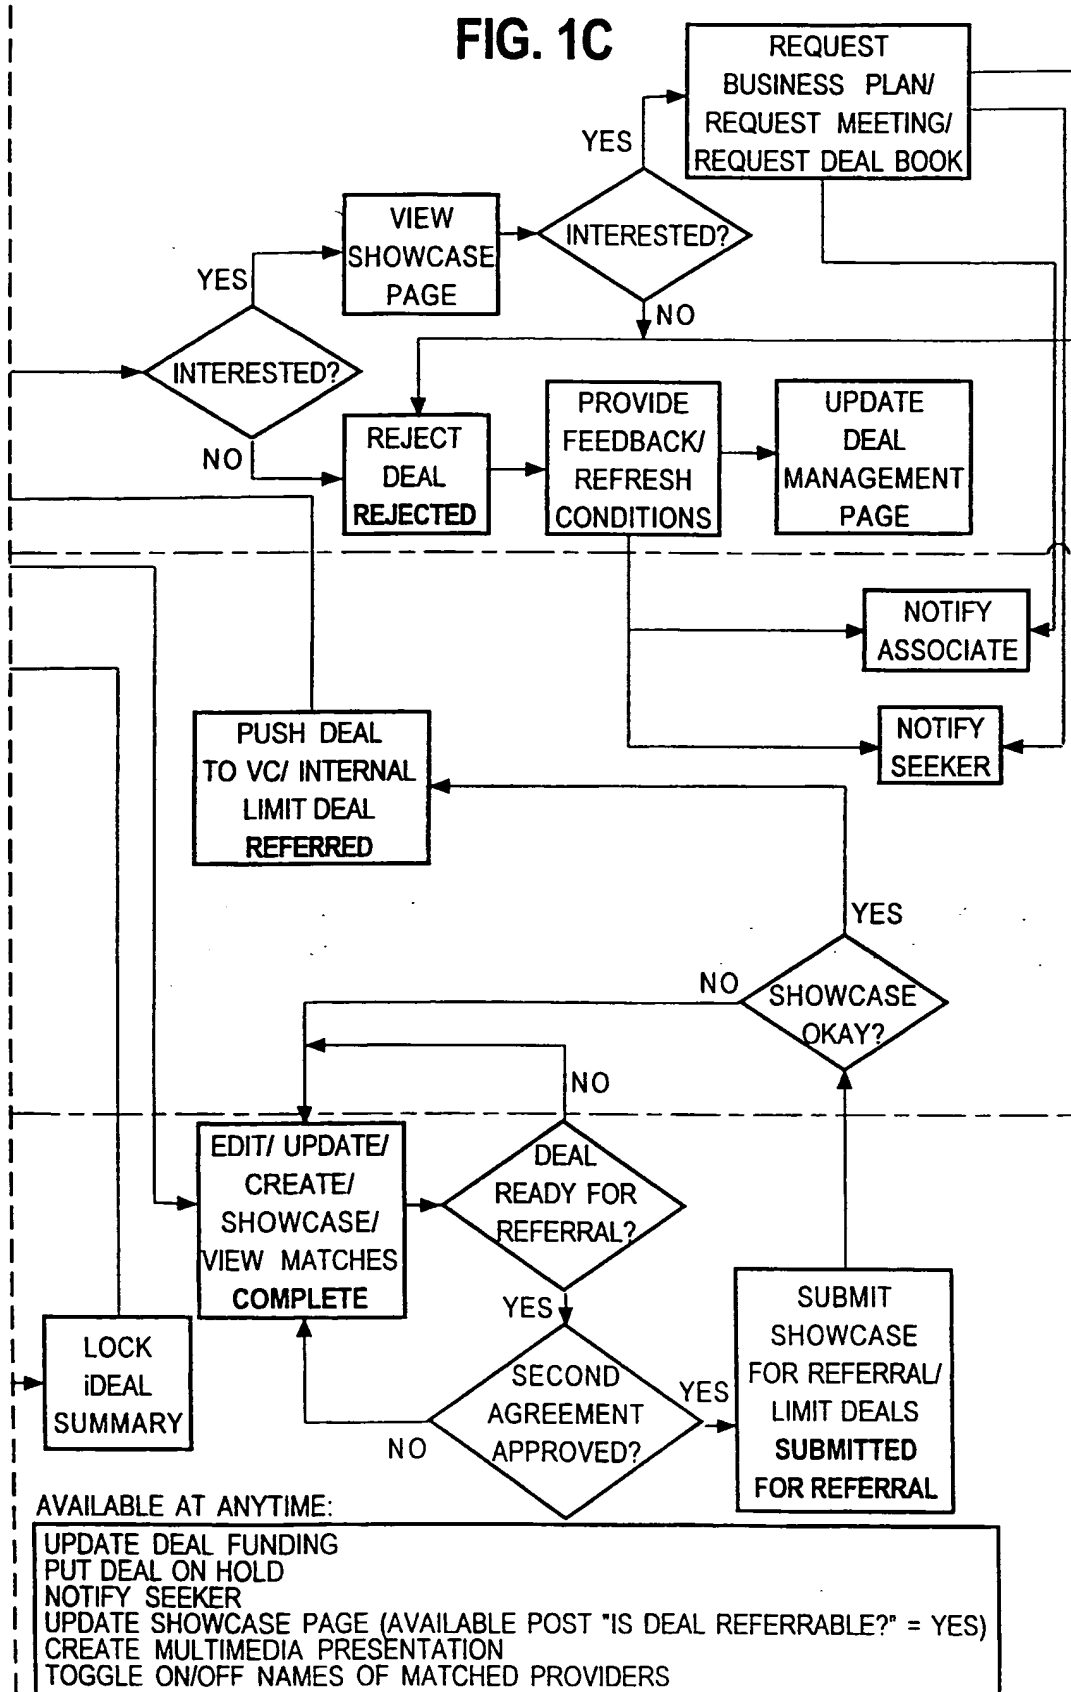 FIG. 1C
REQUEST
BUSINESS PLAN/
REQUEST MEETING/
REQUEST DEAL BOOK
YES
VIEW
SHOWCASE
PAGE
INTERESTED?
YES
NO
INTERESTED?
NO
REJECT
DEAL
REJECTED
PROVIDE
FEEDBACK/
REFRESH
CONDITIONS
UPDATE
DEAL
MANAGEMENT
PAGE
NOTIFY
ASSOCIATE
NOTIFY
SEEKER
PUSH DEAL
TO VC/ INTERNAL
LIMIT DEAL
REFERRED
YES
NO
SHOWCASE
OKAY?
NO
EDIT/ UPDATE/
CREATE/
SHOWCASE/
VIEW MATCHES
COMPLETE
DEAL
READY FOR
REFERRAL?
YES
LOCK
iDEAL
SUMMARY
SECOND
AGREEMENT
APPROVED?
NO
YES
SUBMIT
SHOWCASE
FOR REFERRAL/
LIMIT DEALS
SUBMITTED
FOR REFERRAL
AVAILABLE AT ANYTIME:
UPDATE DEAL FUNDING
PUT DEAL ON HOLD
NOTIFY SEEKER
UPDATE SHOWCASE PAGE (AVAILABLE POST "IS DEAL REFERRABLE?" = YES)
CREATE MULTIMEDIA PRESENTATION
TOGGLE ON/OFF NAMES OF MATCHED PROVIDERS